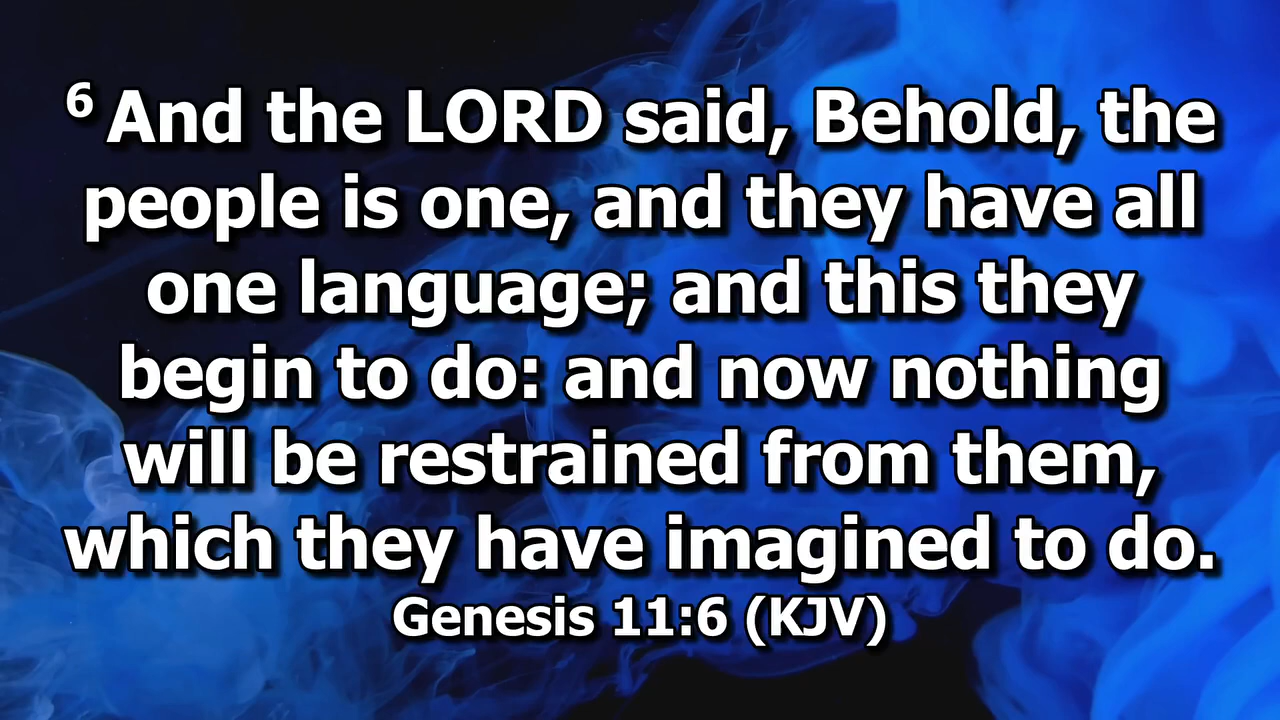 6 And the LORD said, Behold, the
people is one, and they have all
one language; and this they
begin to do: and now nothing
will be restrained from them,
which they have imagined to do.
Genesis 11:6 (KJV)